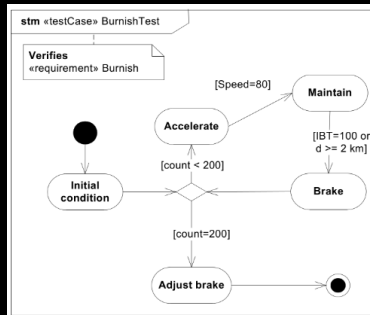 stm «testCase» BurnishTest
Verifies
«requirement» Burnish
[Speed=80]
Maintain
Accelerate
[IBT=100 or
d >= 2 km]
[count < 200]
Initial
condition
Brake
[count=200]
Adjust brake